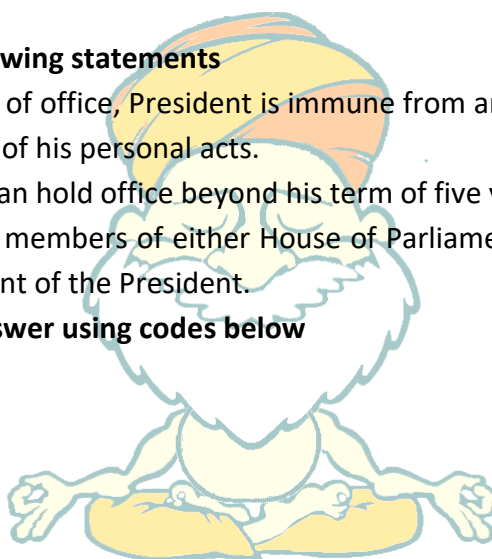 wing statements
of office, President is immune from ar
of his personal acts.
an hold office beyond his term of five
members of either House of Parliame
nt of the President.
swer using codes below